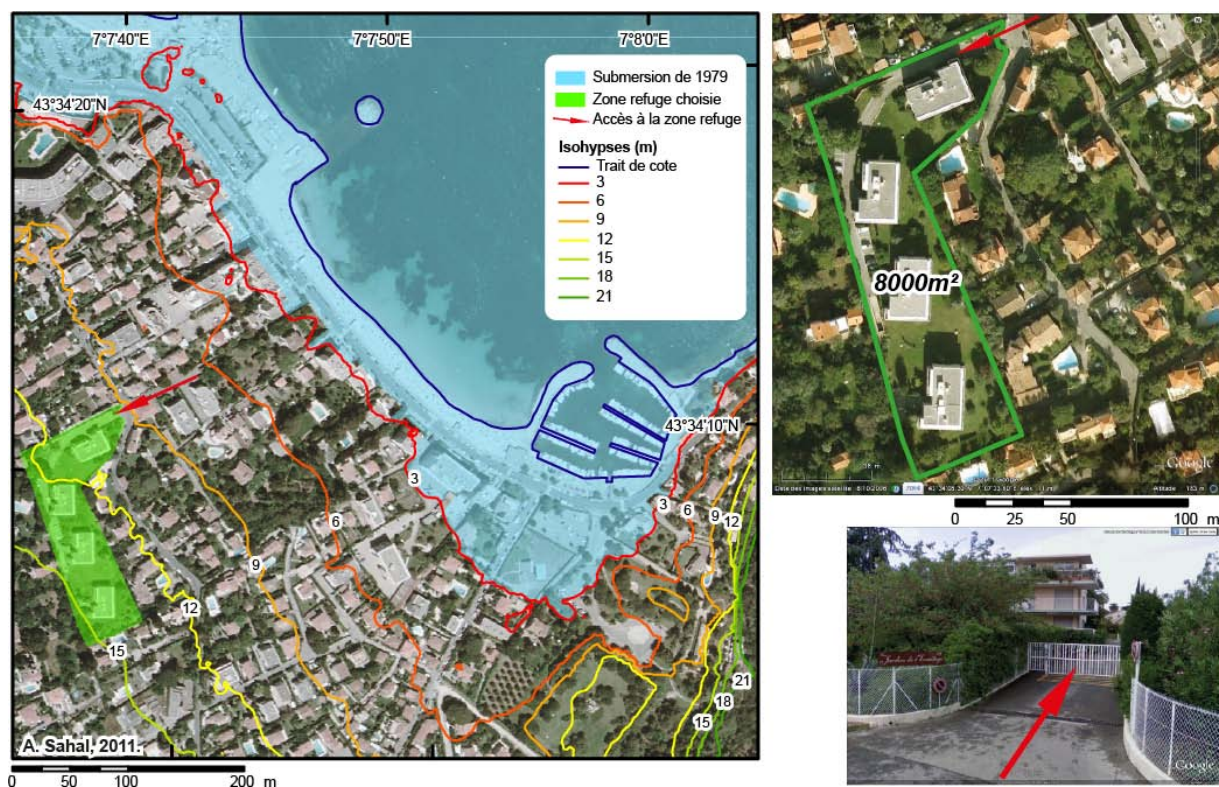 7°7'40"E
7°7'50"E
7°8'0"E
43°34'20"N
43°34'10"N
Submersion de 1979
Zone refuge choisie
Accès à la zone refuge
Isohypses (m)
Trait de cote
3
6
9
12
15
18
21
3
6
9
12
15
3
6
9
12
15
18
21
A. Sahal, 2011.
0 50 100 200 m
8000m²
Google
0 25 50 100 m
Google